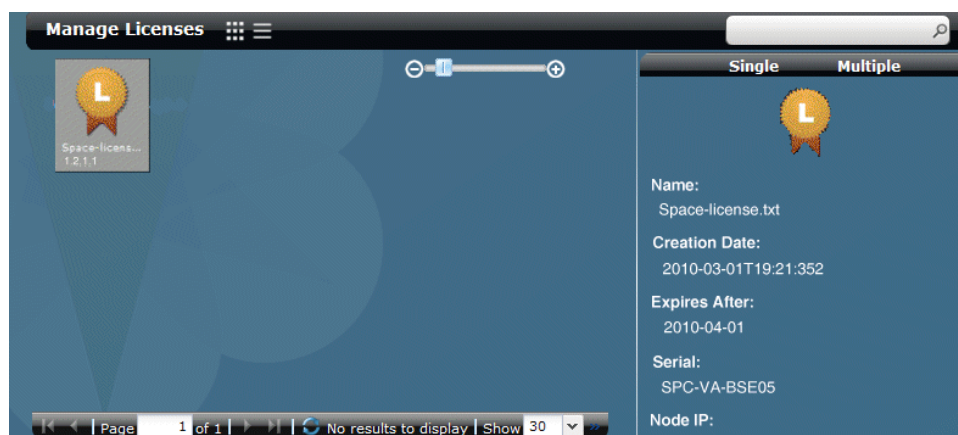 Manage Licenses
L
Space-licens...
1.2.1.1
Single Multiple
L
Name:
Space-license.txt
Creation Date:
2010-03-01T19:21:352
Expires After:
2010-04-01
Serial:
SPC-VA-BSE05
Node IP:
Page 1 of 1 No results to display Show 30